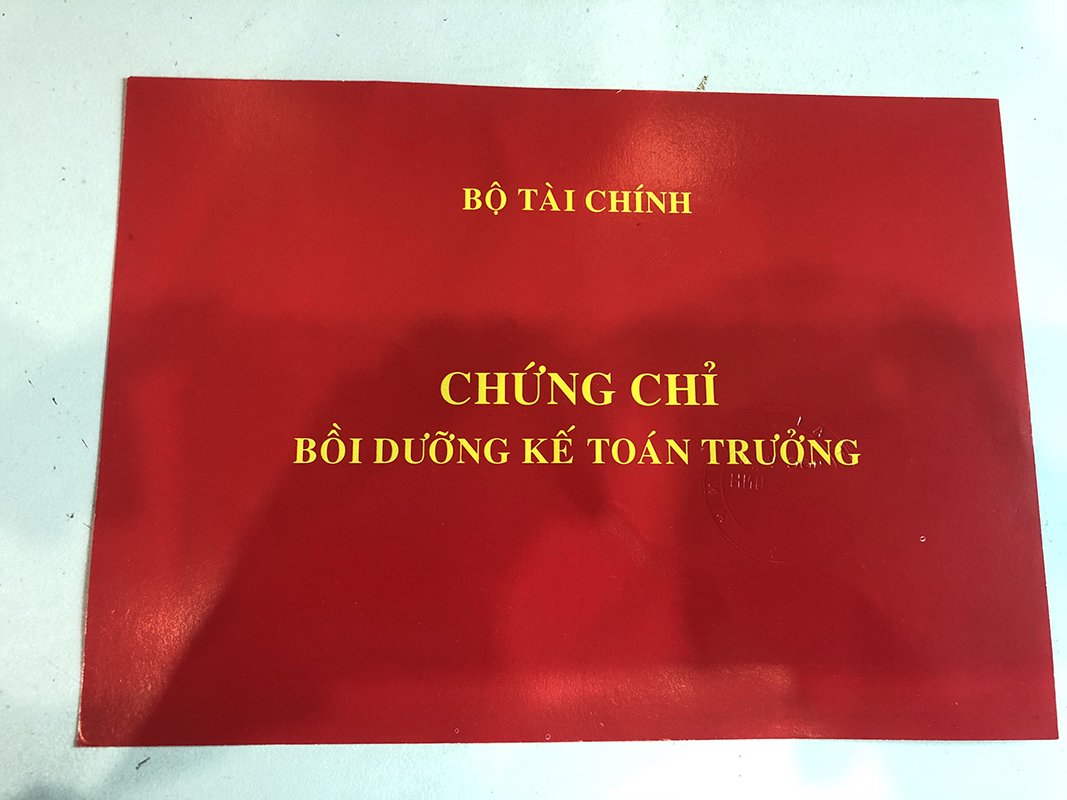 BỘ TÀI CHÍNH
CHỨNG CHỈ
BỒI DƯỠNG KẾ TOÁN TRƯỞNG